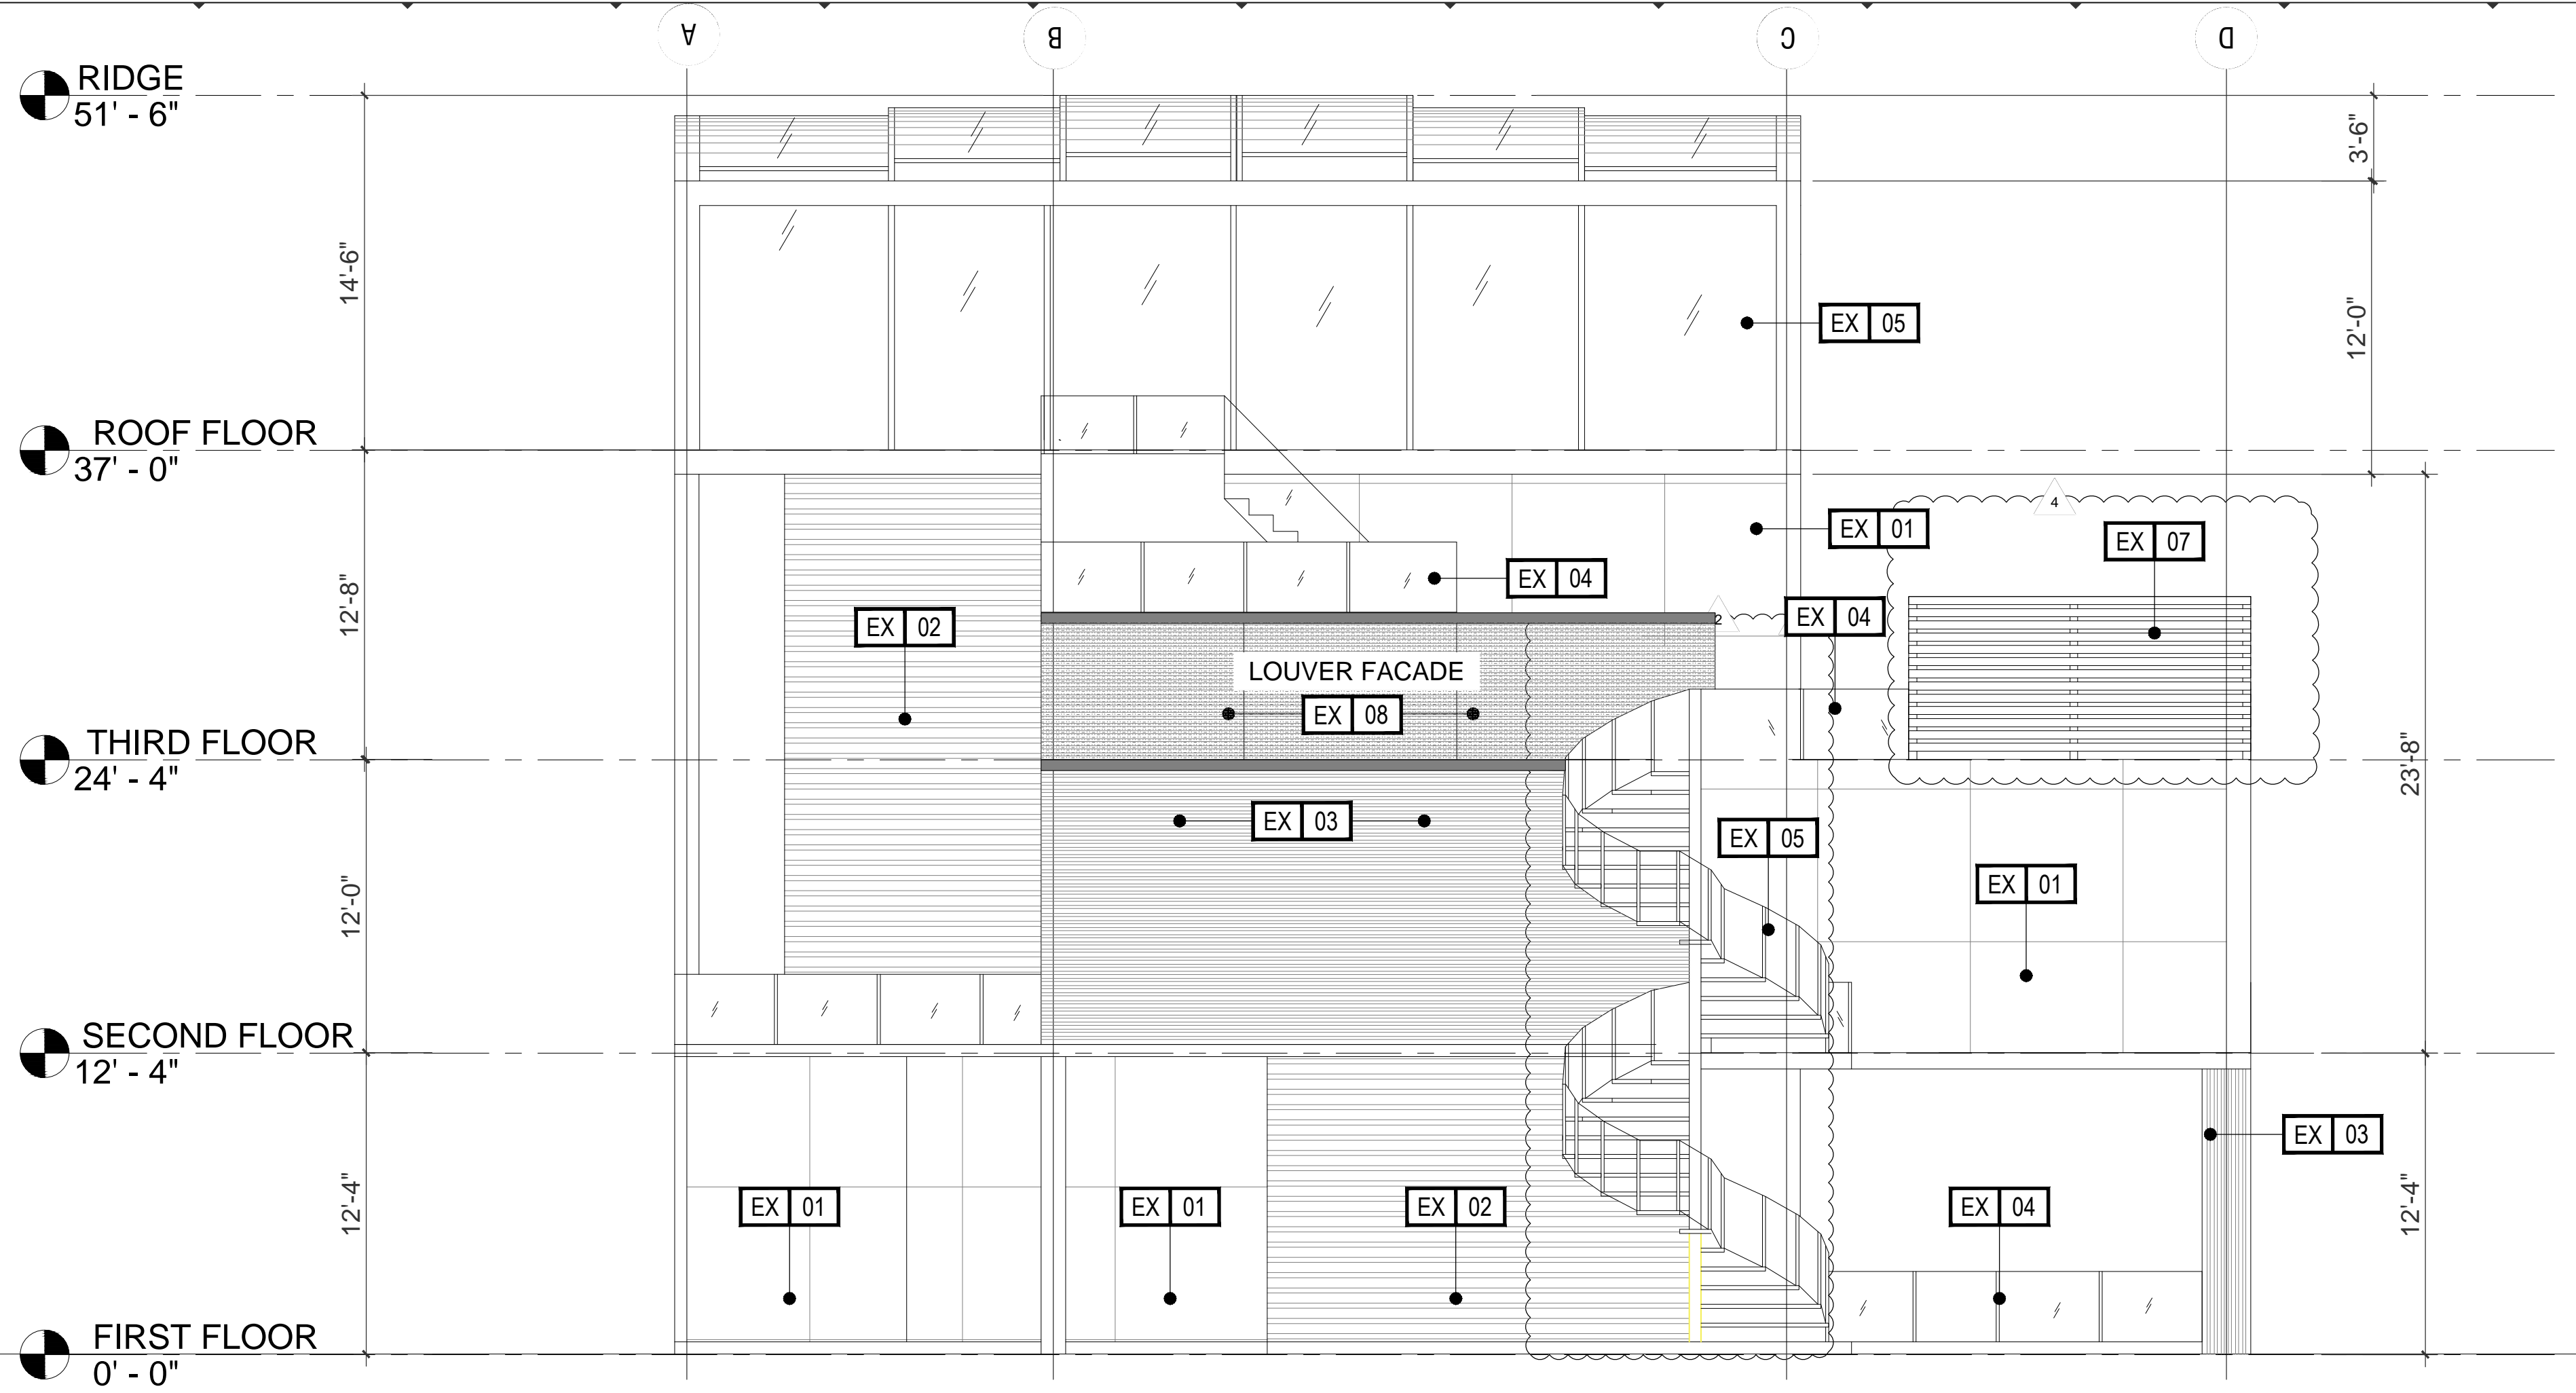 A
B
C
D
RIDGE
51' - 6"
3'-6"
14'-6"
12'-0"
EX 05
ROOF FLOOR
37' - 0"
4
EX 01
EX 07
EX 04
12'-8"
EX 02
EX 04
2
LOUVER FACADE
EX 08
THIRD FLOOR
24' - 4"
23'-8"
EX 03
EX 05
EX 01
12'-0"
SECOND FLOOR
12' - 4"
EX 03
12'-4"
EX 01
EX 01
EX 02
EX 04
12'-4"
FIRST FLOOR
0' - 0"